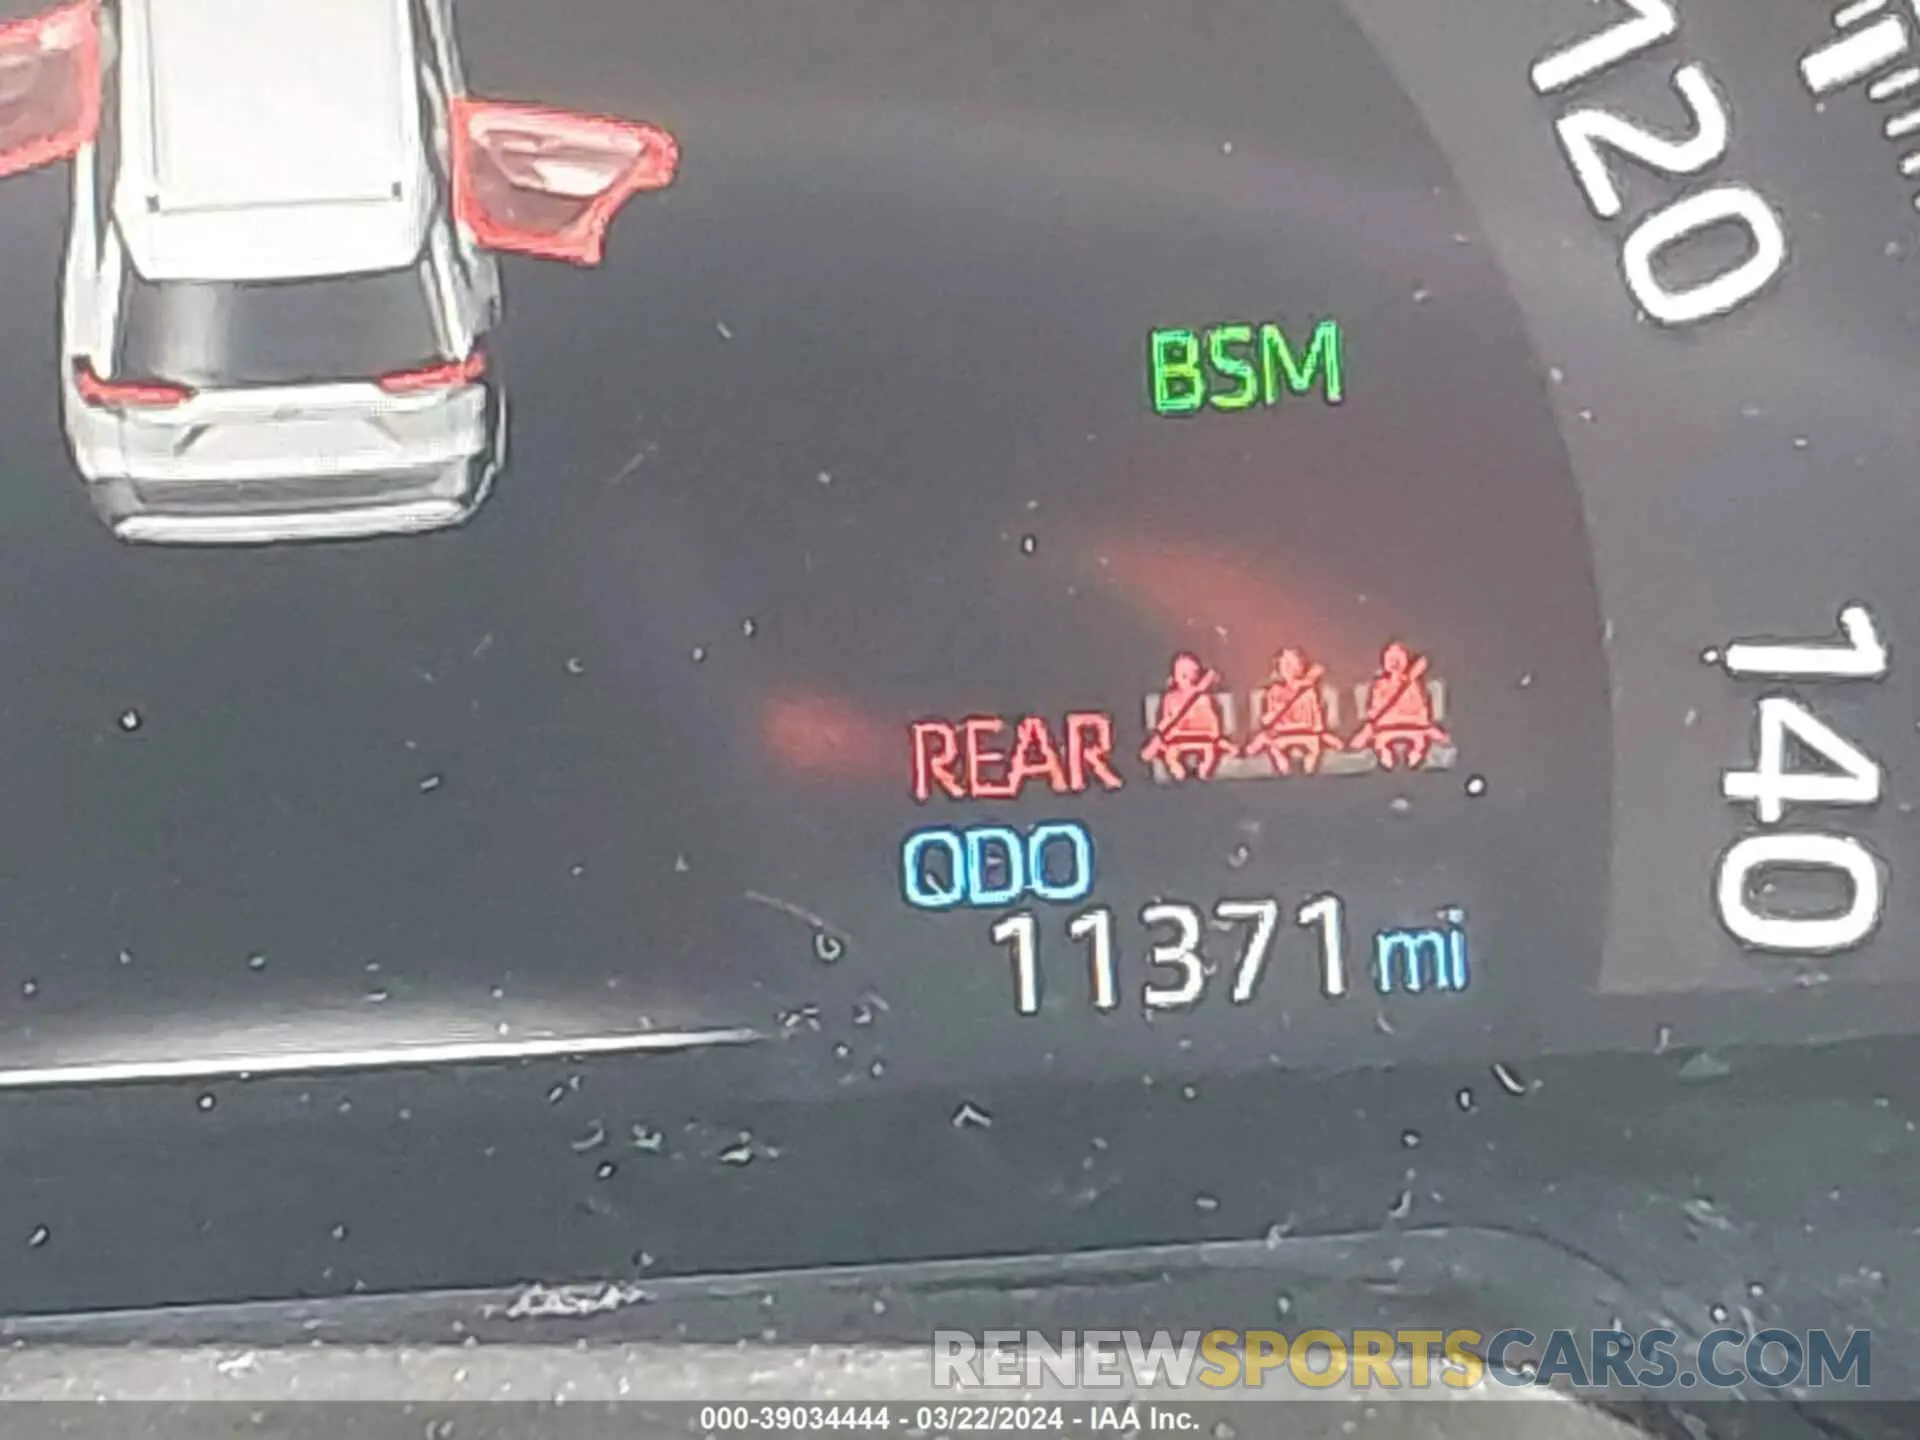 120
BSM
140
REAR
ODO
11371 mi
RENEWSPORTSCARS.COM
000-39034444 - 03/22/2024 - IAA Inc.